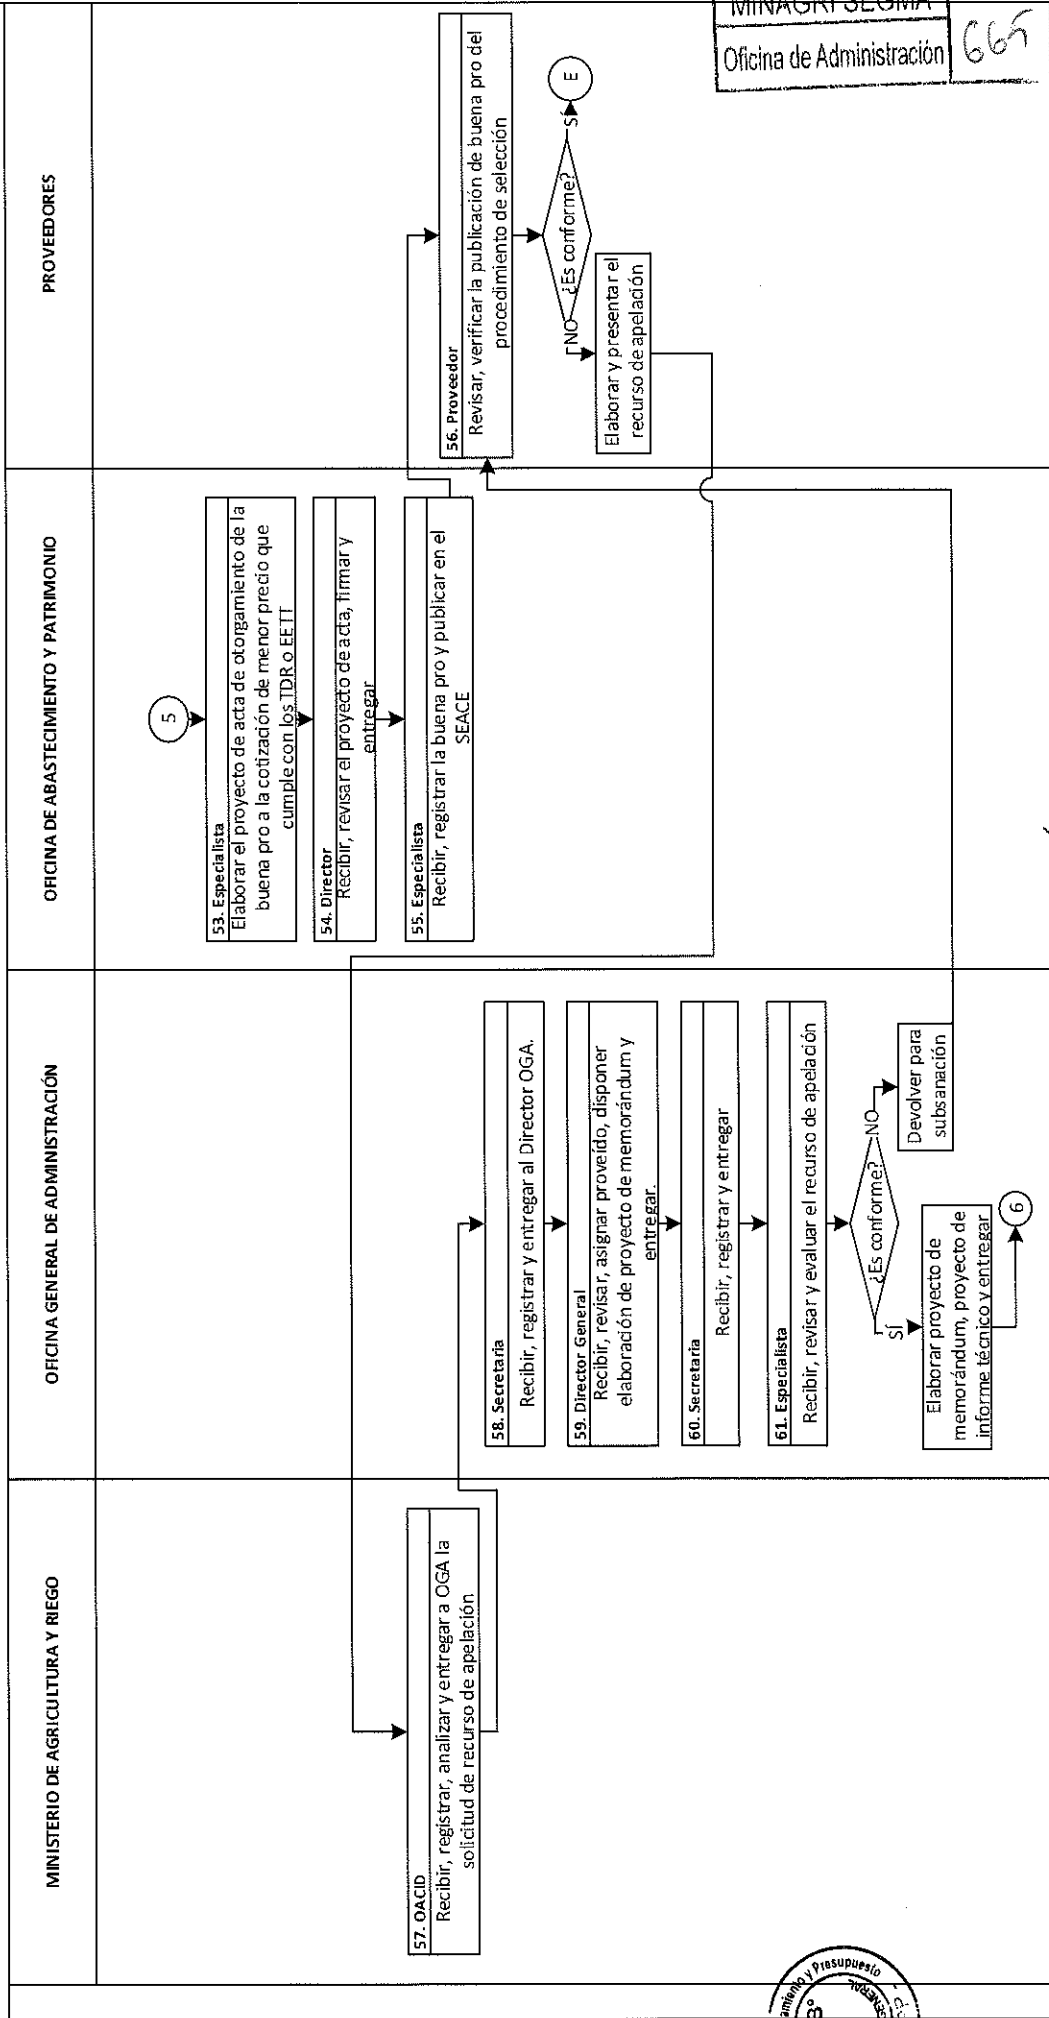 MINISTERIO DE AGRICULTURA Y RIEGO
OFICINA GENERAL DE ADMINISTRACIÓN
OFICINA DE ABASTECIMIENTO Y PATRIMONIO
PROVEEDORES
5
53. Especialista
Elaborar el proyecto de acta de otorgamiento de la
buena pro a la cotización de menor precio que
cumple con los TDR o EETT
54. Director
Recibir, revisar el proyecto de acta, firmar y
entregar
55. Especialista
Recibir, registrar la buena pro y publicar en el
SEACE
56. Proveedor
Revisar, verificar la publicación de buena pro del
procedimiento de selección
¿Es conforme?
SÍ
E
NO
Elaborar y presentar el
recurso de apelación
57. OACID
Recibir, registrar, analizar y entregar a OGA la
solicitud de recurso de apelación
58. Secretaria
Recibir, registrar y entregar al Director OGA.
59. Director General
Recibir, revisar, asignar proveído, disponer
elaboración de proyecto de memorándum y
entregar.
60. Secretaria
Recibir, registrar y entregar
61. Especialista
Recibir, revisar y evaluar el recurso de apelación
¿Es conforme?
NO
Devolver para
subsanación
SÍ
Elaborar proyecto de
memorándum, proyecto de
informe técnico y entregar
6
MINAGRI SEGMA
Oficina de Administración
665
Presupuesto